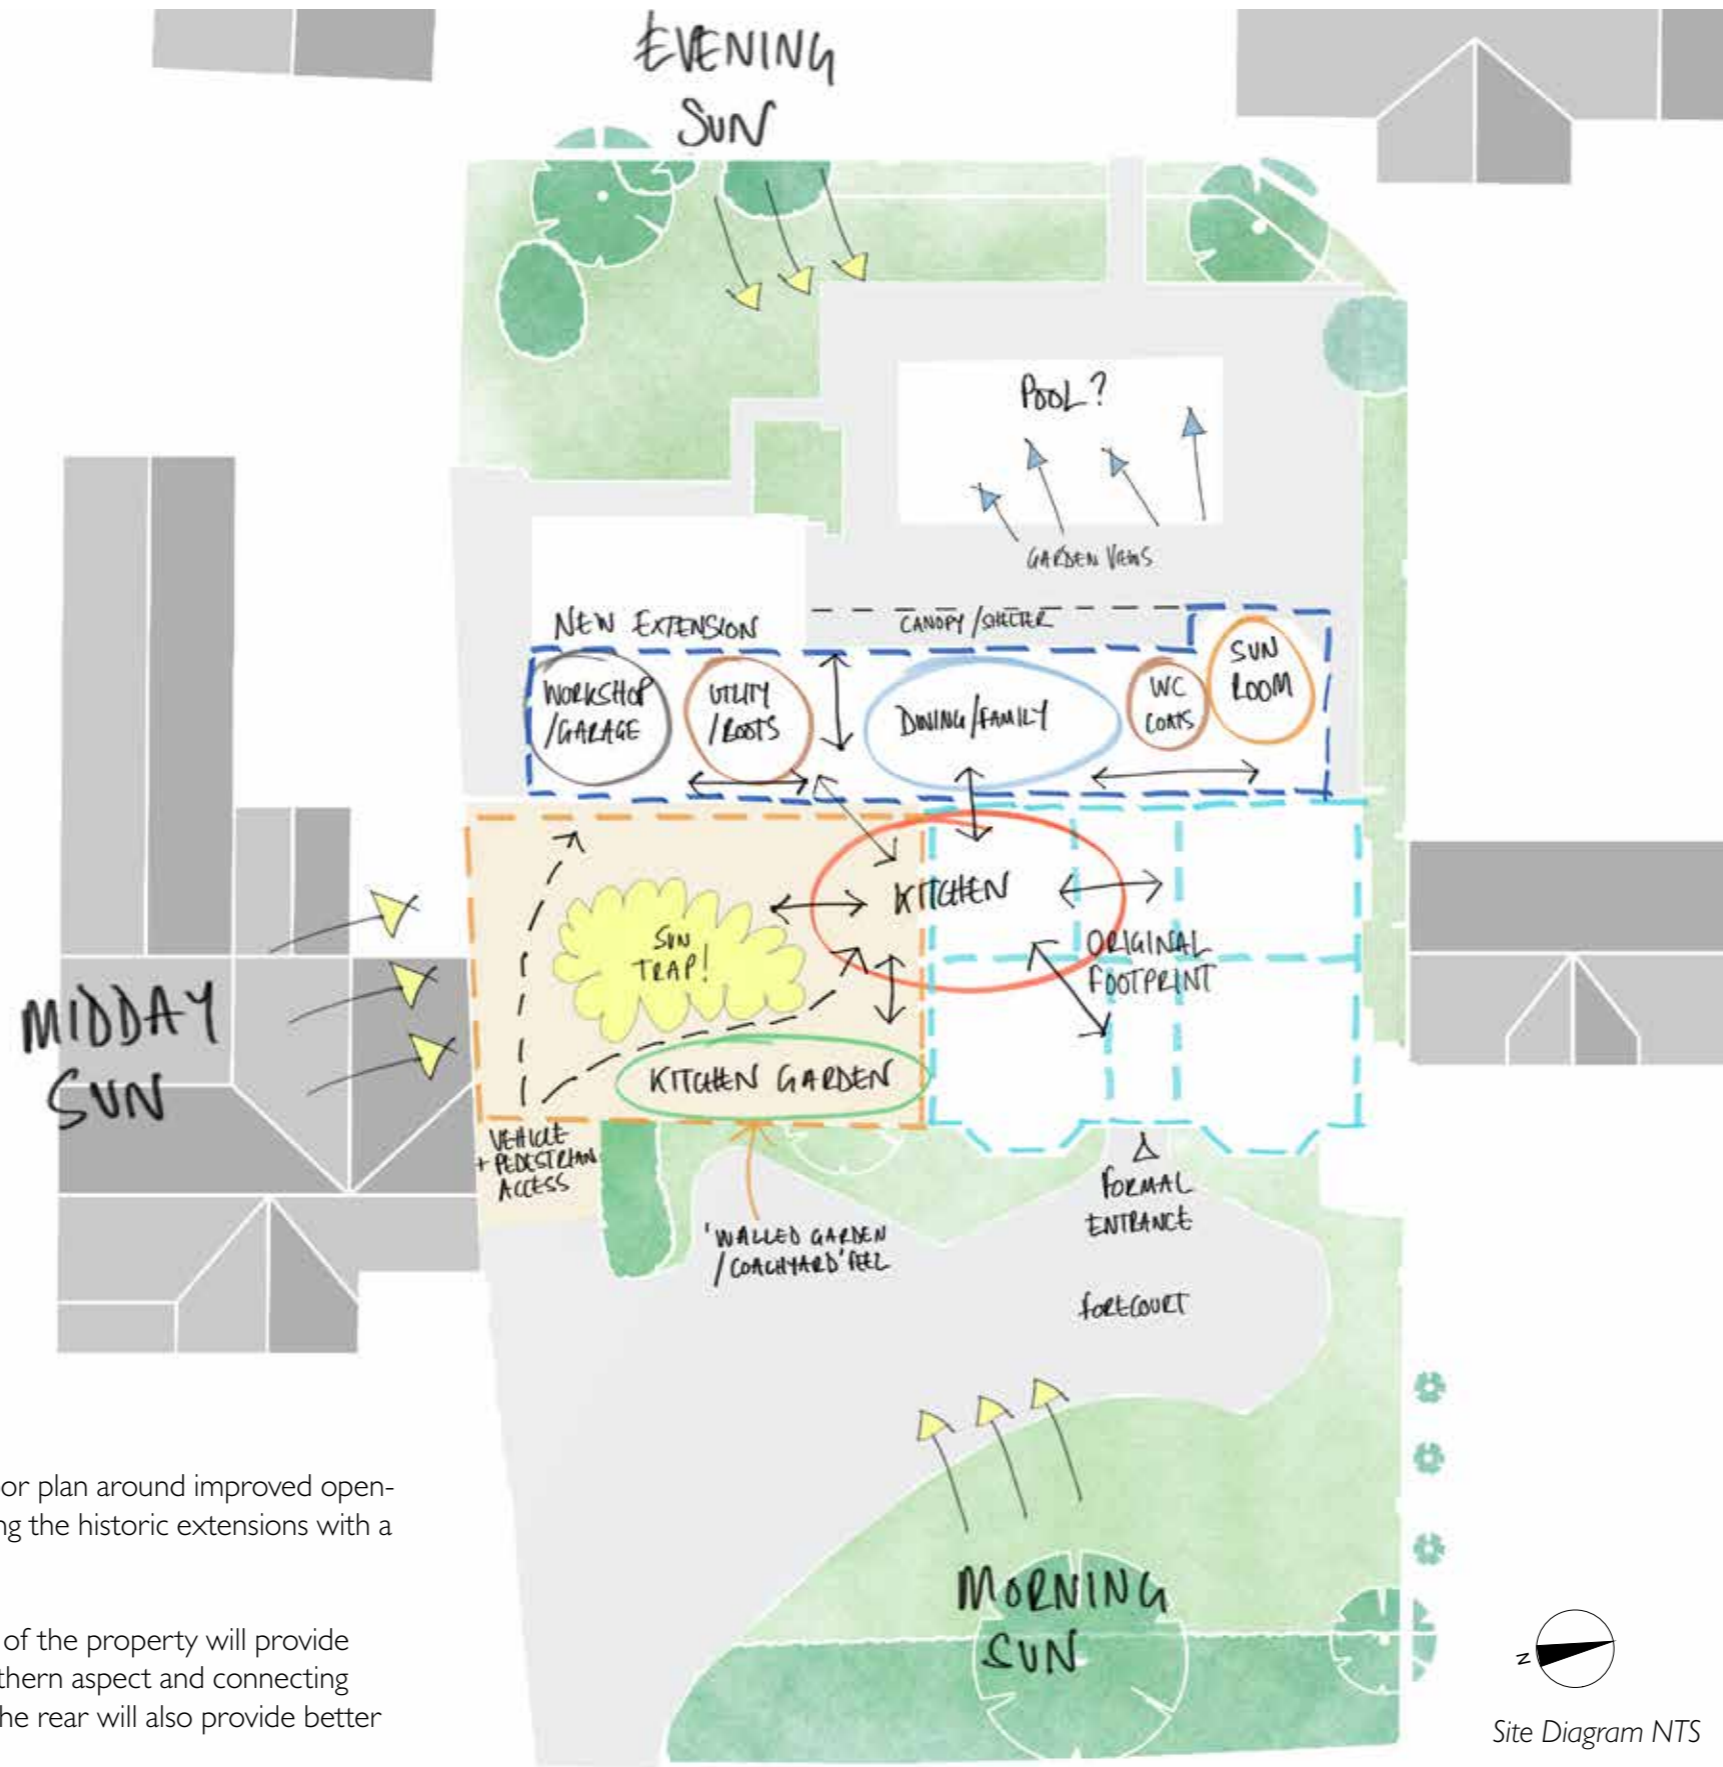 EVENING
SUN
POOL?
GARDEN VIEWS
NEW EXTENSION
CANOPY/SHELTER
WORKSHOP
/GARAGE
UTILITY
/BOOTS
DINING/FAMILY
WC
COATS
SUN
ROOM
KITCHEN
SUN
TRAP!
ORIGINAL
FOOTPRINT
MIDDAY
SUN
KITCHEN GARDEN
VEHICLE
+ PEDESTRIAN
ACCESS
'WALLED GARDEN
/COACHYARD' FEEL
FORMAL
ENTRANCE
FORECOURT
MORNING
SUN
or plan around improved open-
ng the historic extensions with a
of the property will provide
thern aspect and connecting
he rear will also provide better
N
Site Diagram NTS